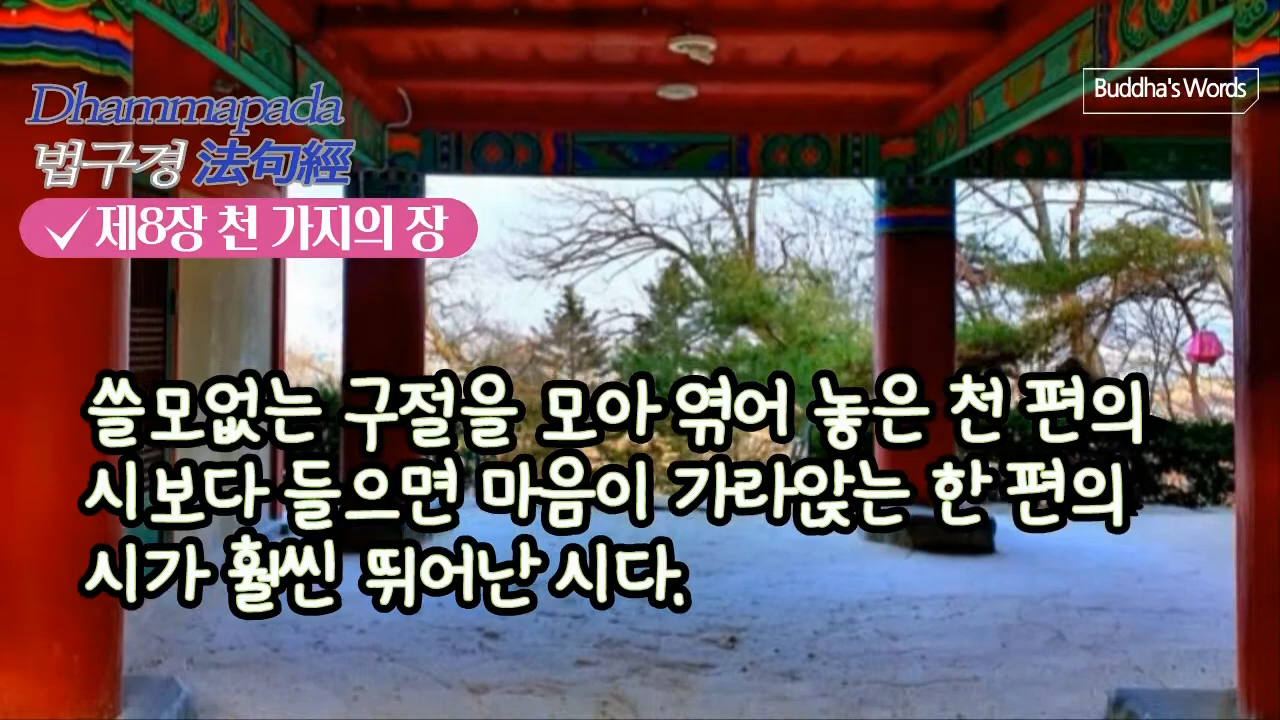 Dhammapada
Buddha's Words
법구경 法句經
제8장 천 가지의 장
쓸모없는 구절을 모아 엮어 놓은 천 편의
시보다 들으면 마음이 가라앉는 한 편의
시가 훨씬 뛰어난 시다.